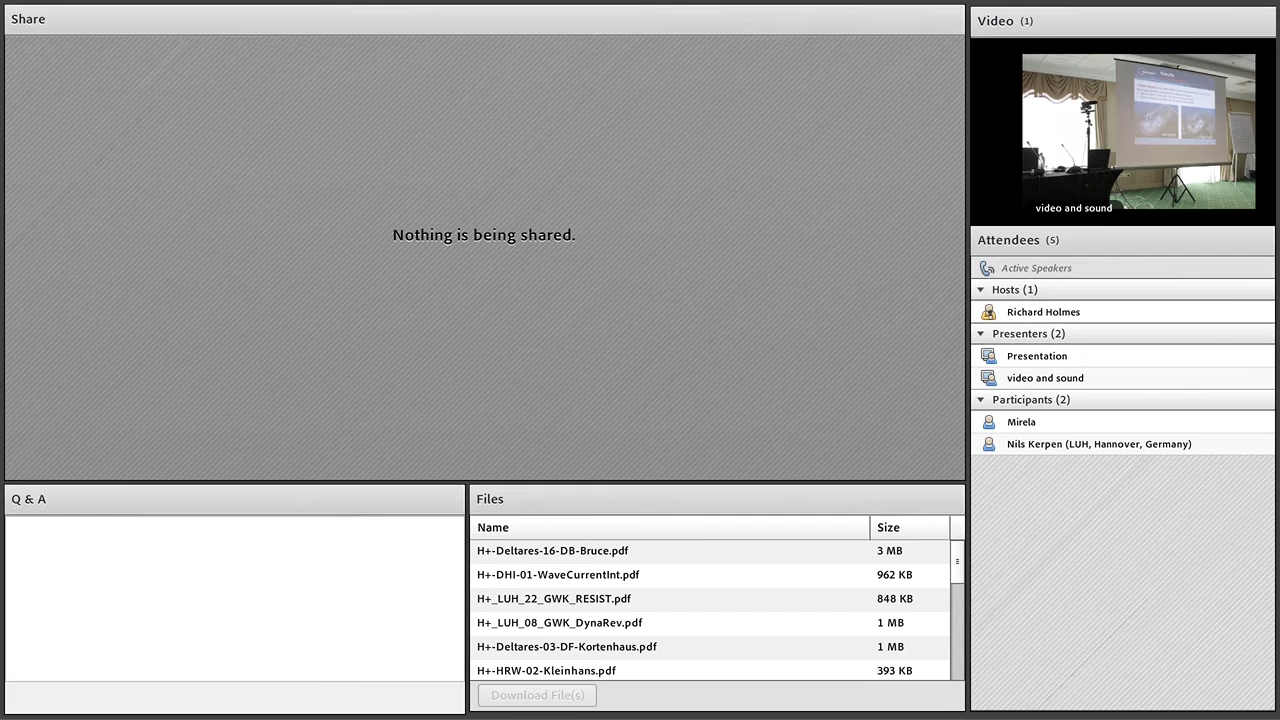 Share
Nothing is being shared.
Video (1)
video and sound
Attendees (5)
Active Speakers
Hosts (1)
Richard Holmes
Presenters (2)
Presentation
video and sound
Participants (2)
Mirela
Nils Kerpen (LUH, Hannover, Germany)
Q & A
Files
Name Size
H+-Deltares-16-DB-Bruce.pdf 3 MB
H+-DHI-01-WaveCurrentInt.pdf 962 KB
H+_LUH_22_GWK_RESIST.pdf 848 KB
H+_LUH_08_GWK_DynaRev.pdf 1 MB
H+-Deltares-03-DF-Kortenhaus.pdf 1 MB
H+-HRW-02-Kleinhans.pdf 393 KB
Download File(s)